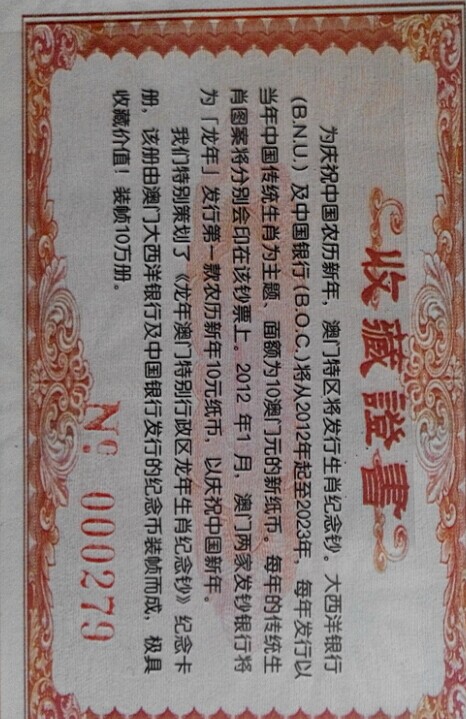 收藏證書
为庆祝中国农历新年，澳门特区将发行生肖纪念钞。大西洋银行
(B.N.U.) 及中国银行(B.O.C.)将从2012年起至2023年，每年发行以
当年中国传统生肖为主题，面额为10澳门元的新纸币。每年的传统生
肖图案将分别会印在该钞票上。2012 年1 月，澳门两家发钞银行将
为「龙年」发行第一款农历新年10元纸币，以庆祝中国新年。
我们特别策划了《龙年澳门特别行政区龙年生肖纪念钞》纪念卡
册，该册由澳门大西洋银行及中国银行发行的纪念币装帧而成，极具
收藏价值！装帧10万册。
№ 000279